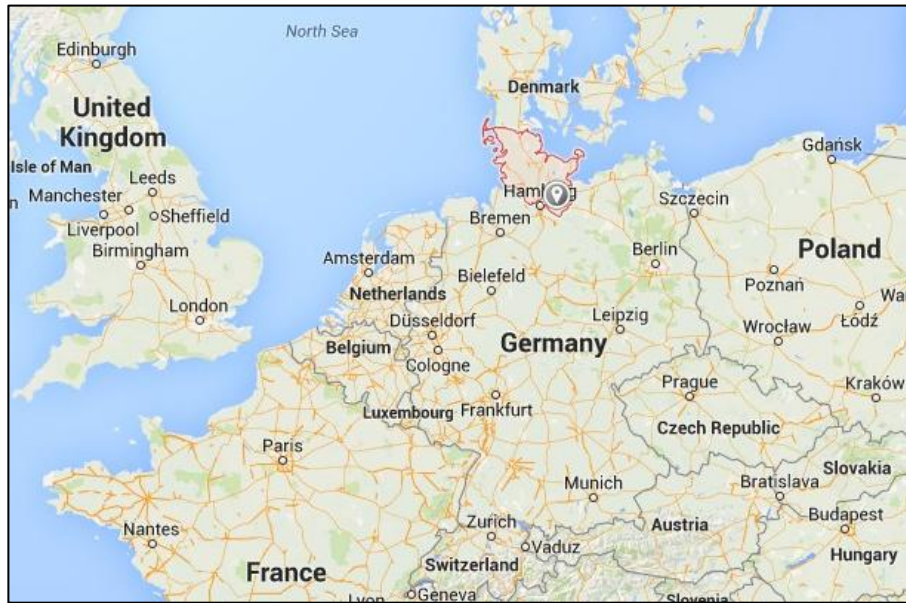 North Sea
Edinburgh
Denmark
United
Kingdom
Isle of Man
Gdańsk
Leeds
Manchester
Hamburg
Szczecin
Sheffield
Liverpool
Bremen
Birmingham
Berlin
Poland
Amsterdam
Bielefeld
Poznań
Netherlands
London
Leipzig
Łódź
Düsseldorf
Wrocław
Belgium
Germany
Cologne
Prague
Kraków
Luxembourg
Frankfurt
Czech Republic
Paris
Slovakia
Munich
Bratislava
Nantes
Zurich
Austria
Budapest
Vaduz
Hungary
France
Switzerland
Geneva